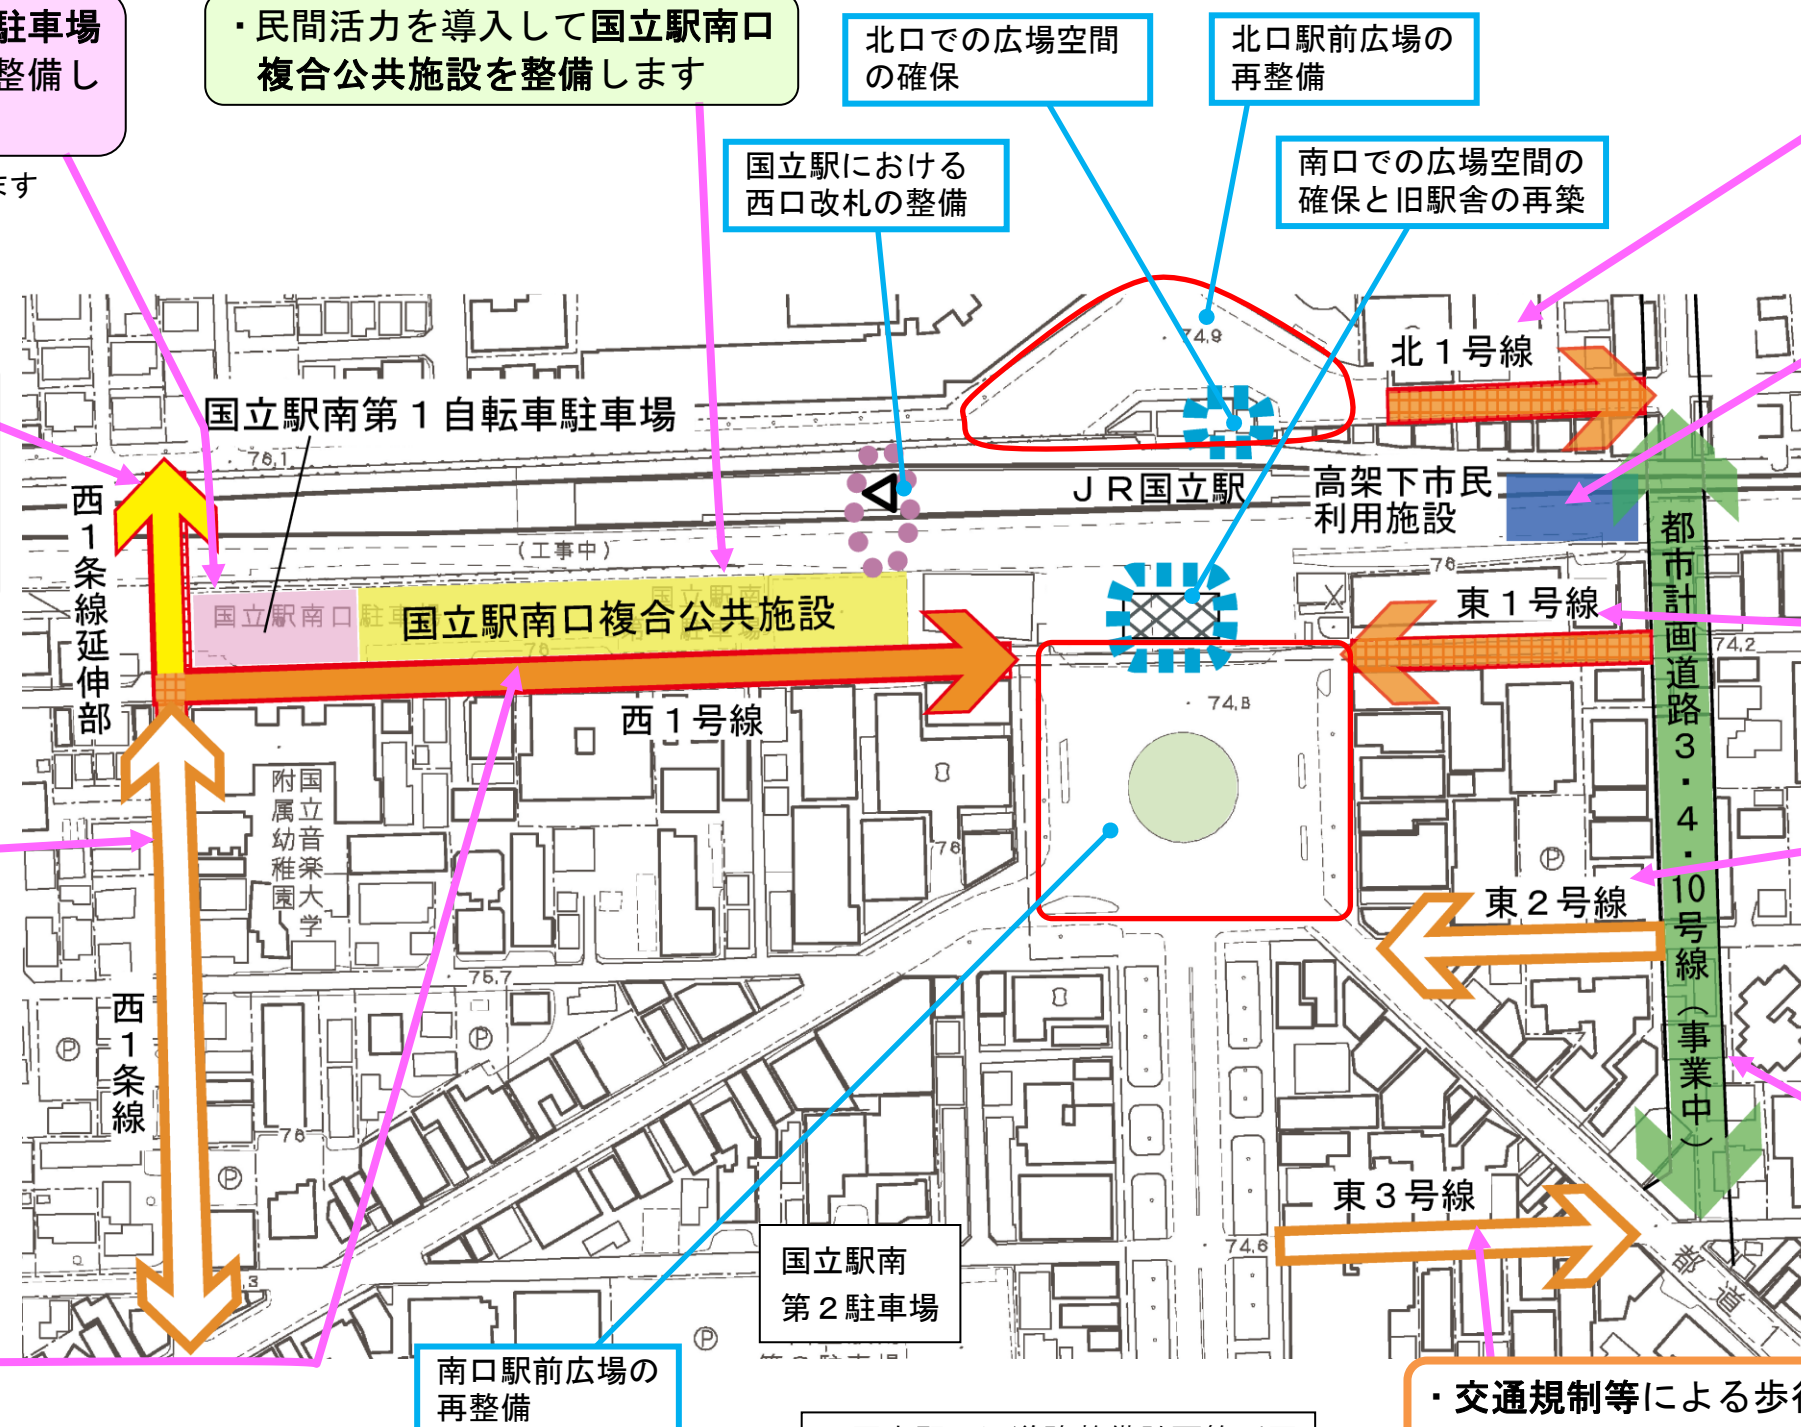 駐車場
整備し
ます
・民間活力を導入して国立駅南口
複合公共施設を整備します
北口での広場空間
の確保
北口駅前広場の
再整備
国立駅における
西口改札の整備
南口での広場空間の
確保と旧駅舎の再築
74.9
北1号線
国立駅南第1自転車駐車場
76.1
JR国立駅
高架下市民
利用施設
西1条線延伸部
(工事中)
76
国立駅南口駐車場
国立駅南口複合公共施設
76
東1号線
74.2
西1号線
74.8
都市計画道路3・4・10号線(事業中)
国立音楽大学
附属幼稚園
76
P
東2号線
75.7
西1条線
P
P
76
P
東3号線
74.6
国立駅南
第2駐車場
3
都道
P
南口駅前広場の
再整備
・交通規制等による歩